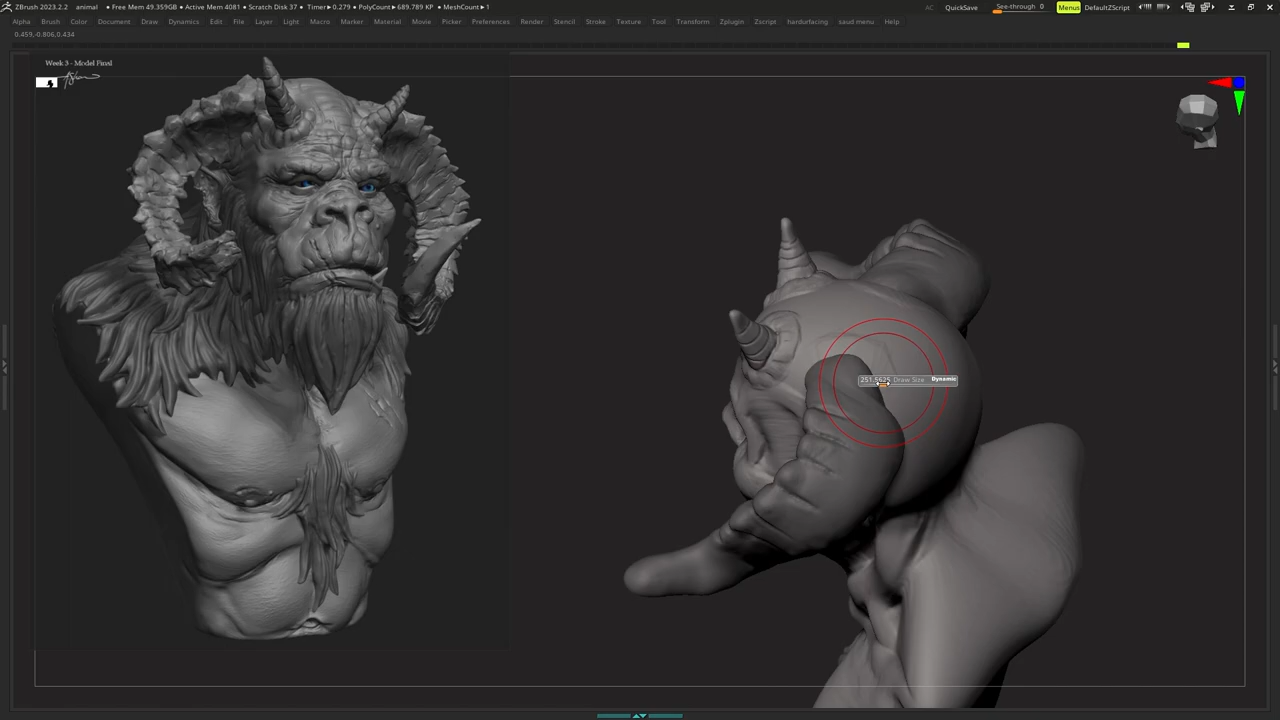 ZBrush 2023.2.2 animal • Free Mem 49.359GB • Active Mem 4081 • Scratch Disk 37 • Timer▸0.279 • PolyCount▸689.789 KP • MeshCount▸1 AC QuickSave See-through 0 Menus DefaultZScript
Alpha Brush Color Document Draw Dynamics Edit File Layer Light Macro Marker Material Movie Picker Preferences Render Stencil Stroke Texture Tool Transform Zplugin Zscript hardurfacing saud menu Help
0.459,-0.806,0.434
Week 3 - Model Final
Draw Size Dynamic